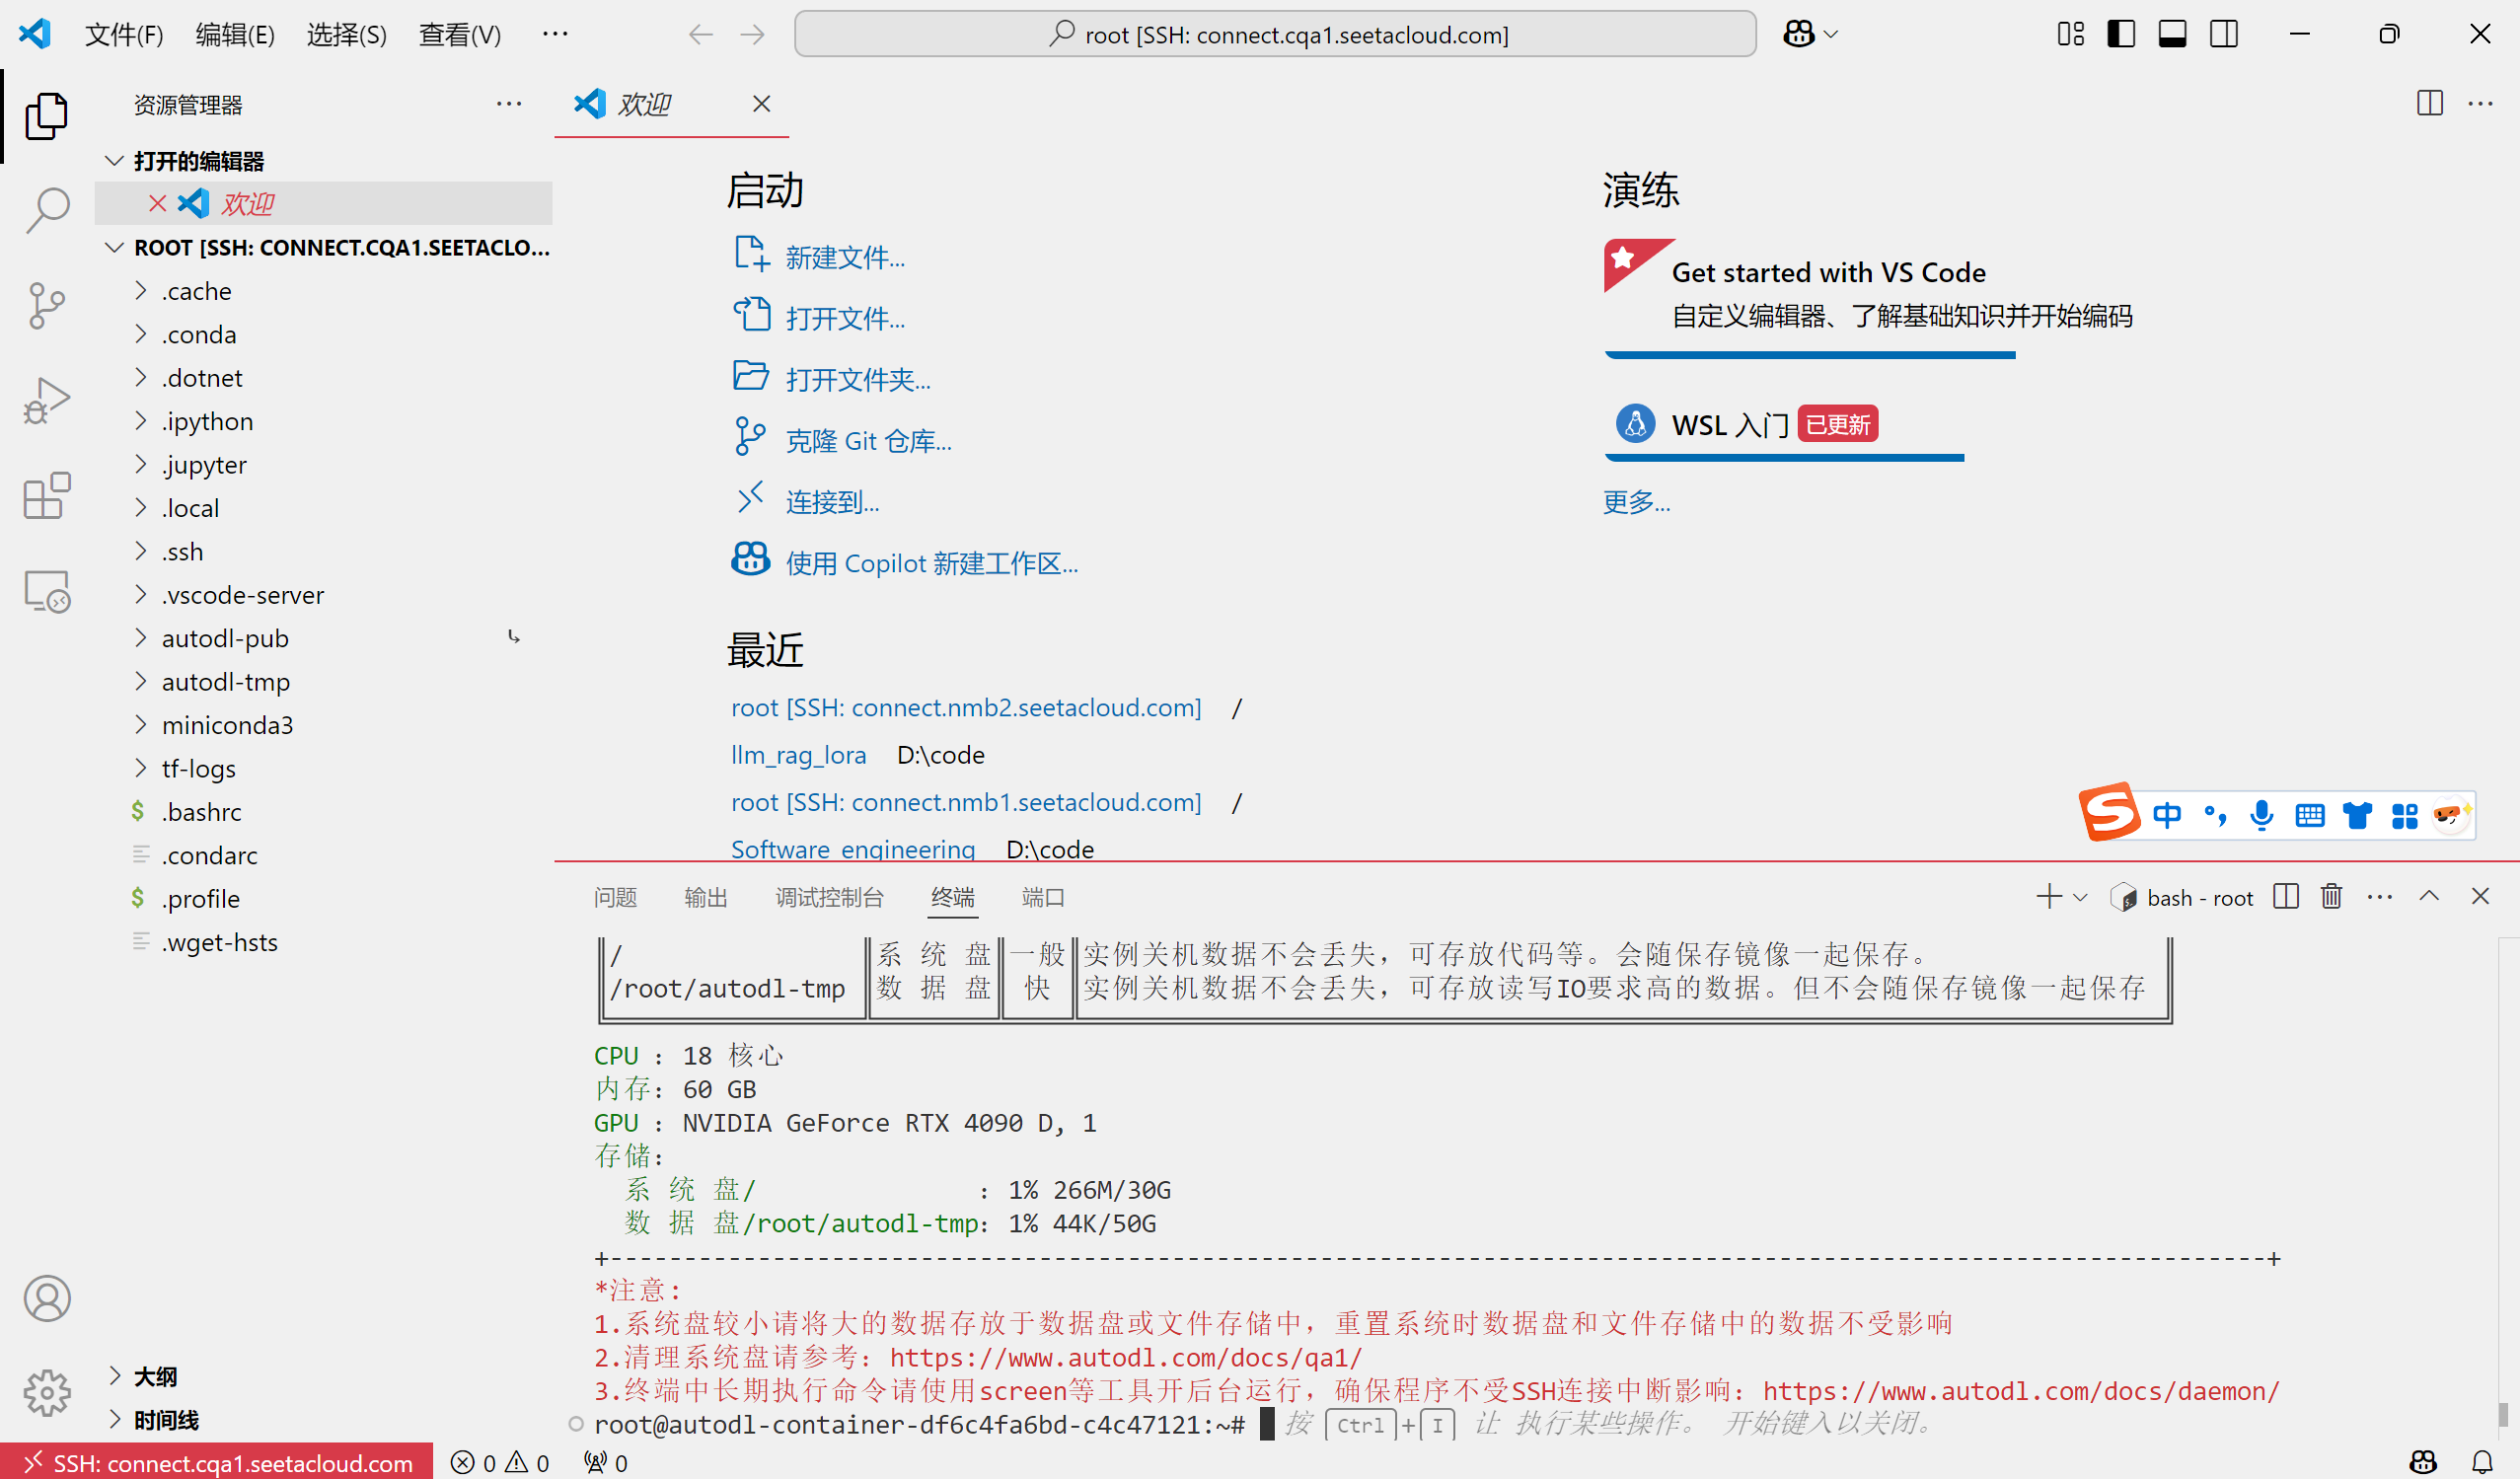 文件(F) 编辑(E) 选择(S) 查看(V) ··· root [SSH: connect.cqa1.seetacloud.com]
资源管理器
打开的编辑器
欢迎
ROOT [SSH: CONNECT.CQA1.SEETACLO...
.cache
.conda
.dotnet
.ipython
.jupyter
.local
.ssh
.vscode-server
autodl-pub
autodl-tmp
miniconda3
tf-logs
$ .bashrc
.condarc
$ .profile
.wget-hsts
大纲
时间线
欢迎
启动
新建文件...
打开文件...
打开文件夹...
克隆 Git 仓库...
连接到...
使用 Copilot 新建工作区...
最近
root [SSH: connect.nmb2.seetacloud.com] /
llm_rag_lora D:\code
root [SSH: connect.nmb1.seetacloud.com] /
Software_engineering D:\code
演练
Get started with VS Code
自定义编辑器、了解基础知识并开始编码
WSL 入门 已更新
更多...
S 中
问题 输出 调试控制台 终端 端口 bash - root
/ 系 统 盘 一般 实例关机数据不会丢失，可存放代码等。会随保存镜像一起保存。
/root/autodl-tmp 数 据 盘 快 实例关机数据不会丢失，可存放读写IO要求高的数据。但不会随保存镜像一起保存
CPU ：18 核心
内存：60 GB
GPU ：NVIDIA GeForce RTX 4090 D, 1
存储：
系 统 盘/ ：1% 266M/30G
数 据 盘/root/autodl-tmp：1% 44K/50G
+----------------------------------------------------------------------------------------------------------------+
*注意:
1.系统盘较小请将大的数据存放于数据盘或文件存储中，重置系统时数据盘和文件存储中的数据不受影响
2.清理系统盘请参考：https://www.autodl.com/docs/qa1/
3.终端中长期执行命令请使用screen等工具开后台运行，确保程序不受SSH连接中断影响：https://www.autodl.com/docs/daemon/
root@autodl-container-df6c4fa6bd-c4c47121:~# 按 Ctrl+I 让 执行某些操作。 开始键入以关闭。
SSH: connect.cqa1.seetacloud.com 0 0 0